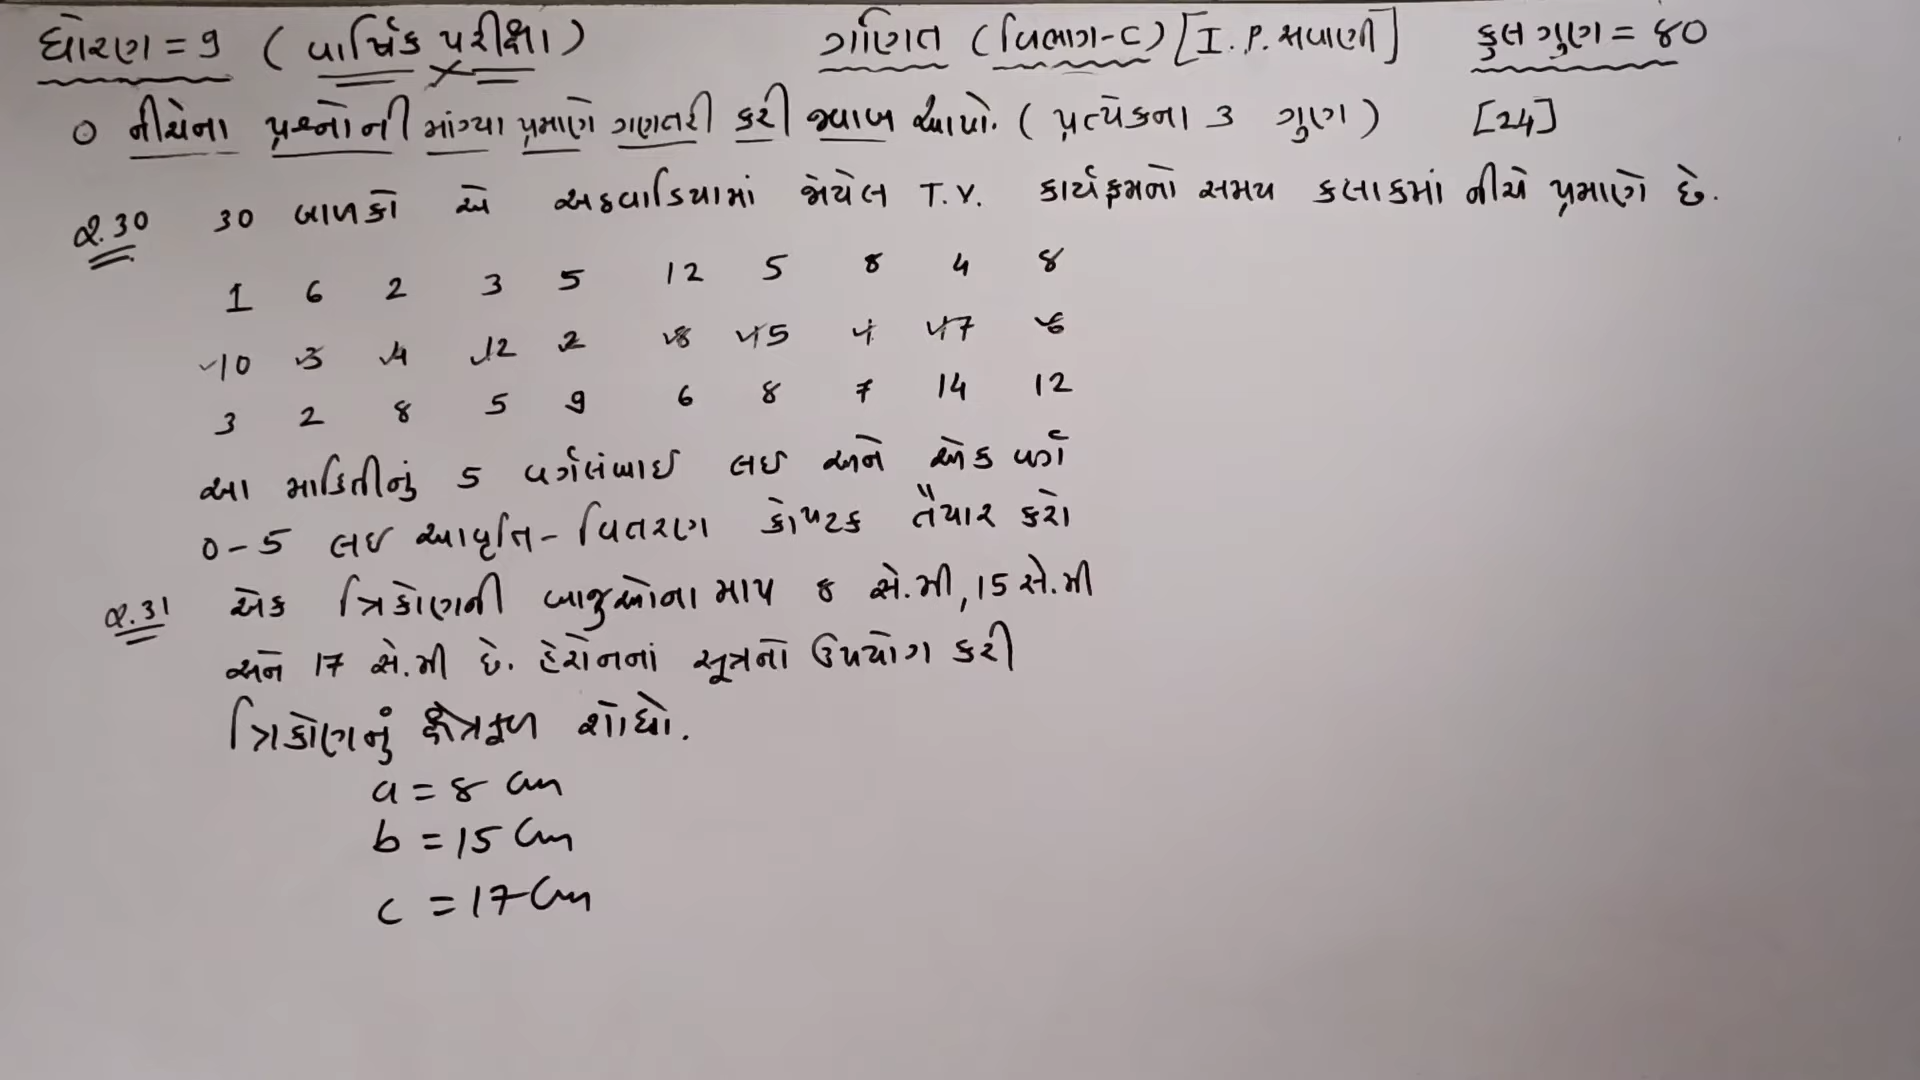 ધોરણ = 9 ( વાર્ષિક પરીક્ષા ) ગણિત ( વિભાગ-C ) [I. P. સવાણી] કુલ ગુણ = 80
૦ નીચેના પ્રશ્નોની માંગ્યા પ્રમાણે ગણતરી કરી જવાબ આપો. ( પ્રત્યેકના 3 ગુણ ) [24]
Q.30 30 બાળકો એ અઠવાડિયામાં જોયેલ T.V. કાર્યક્રમનો સમય કલાકમાં નીચે પ્રમાણે છે.
1 6 2 3 5 12 5 8 4 8
10 3 4 12 2 8 15 1 17 6
3 2 8 5 9 6 8 7 14 12
આ માહિતીનું 5 વર્ગલંબાઈ લઈ અને એક વર્ગ
0-5 લઈ આવૃત્તિ-વિતરણ કોષ્ટક તૈયાર કરો
Q.31 એક ત્રિકોણની બાજુઓના માપ 8 સે.મી, 15 સે.મી
અને 17 સે.મી છે. હેરોનનાં સૂત્રનો ઉપયોગ કરી
ત્રિકોણનું ક્ષેત્રફળ શોધો.
a = 8 cm
b = 15 cm
c = 17 cm